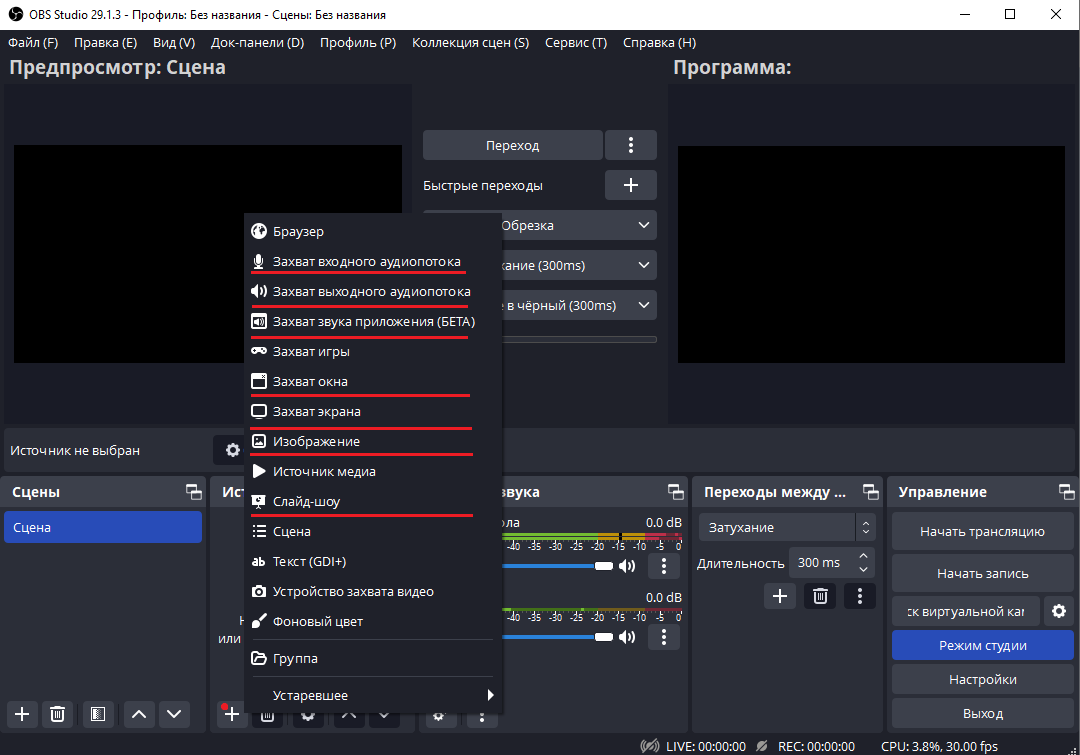 OBS Studio 29.1.3 - Профиль: Без названия - Сцены: Без названия
Файл (F) Правка (E) Вид (V) Док-панели (D) Профиль (P) Коллекция сцен (S) Сервис (T) Справка (H)
Предпросмотр: Сцена
Программа:
Переход
Быстрые переходы
Обрезка
(300ms)
в чёрный (300ms)
Браузер
Захват входного аудиопотока
Захват выходного аудиопотока
Захват звука приложения (БЕТА)
Захват игры
Захват окна
Захват экрана
Изображение
Источник медиа
Слайд-шоу
Сцена
Текст (GDI+)
Устройство захвата видео
Фоновый цвет
Группа
Устаревшее
Источник не выбран
Сцены
Сцена
или
0.0 dB
-40 -35 -30 -25 -20 -15 -10 -5 0
0.0 dB
-40 -35 -30 -25 -20 -15 -10 -5 0
Переходы между ...
Затухание
Длительность 300 ms
Управление
Начать трансляцию
Начать запись
виртуальной
Режим студии
Настройки
Выход
LIVE: 00:00:00 REC: 00:00:00 CPU: 3.8%, 30.00 fps